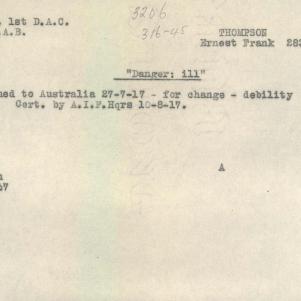 1st D.A.C.
A.B.
3206
316-45
THOMPSON
Ernest Frank 283
"Danger: ill"
ned to Australia 27-7-17 - for change - debility
Cert. by A.I.F.Hqrs 10-8-17.
A